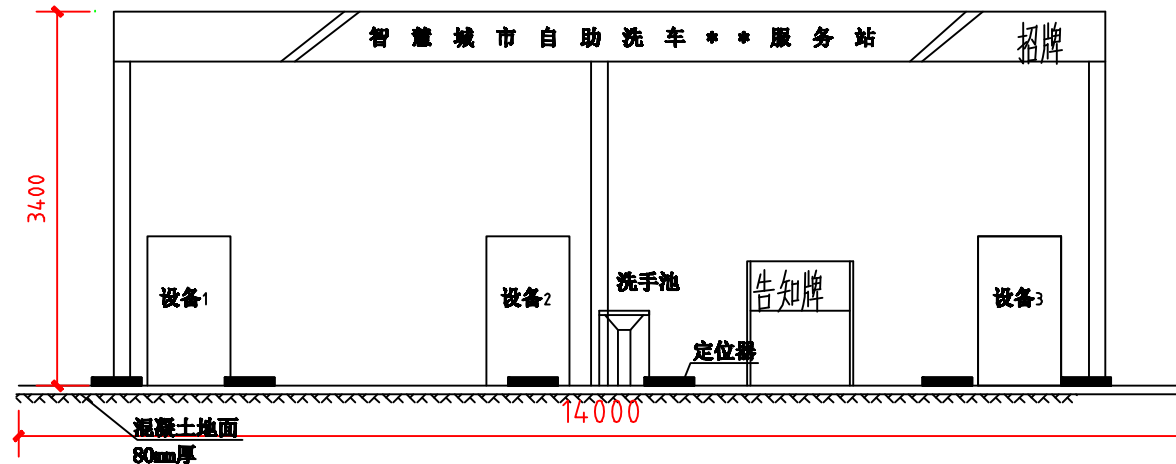 智慧城市自助洗车**服务站
招牌
3400
设备1
设备2
洗手池
告知牌
设备3
定位器
14000
混凝土地面
80mm厚